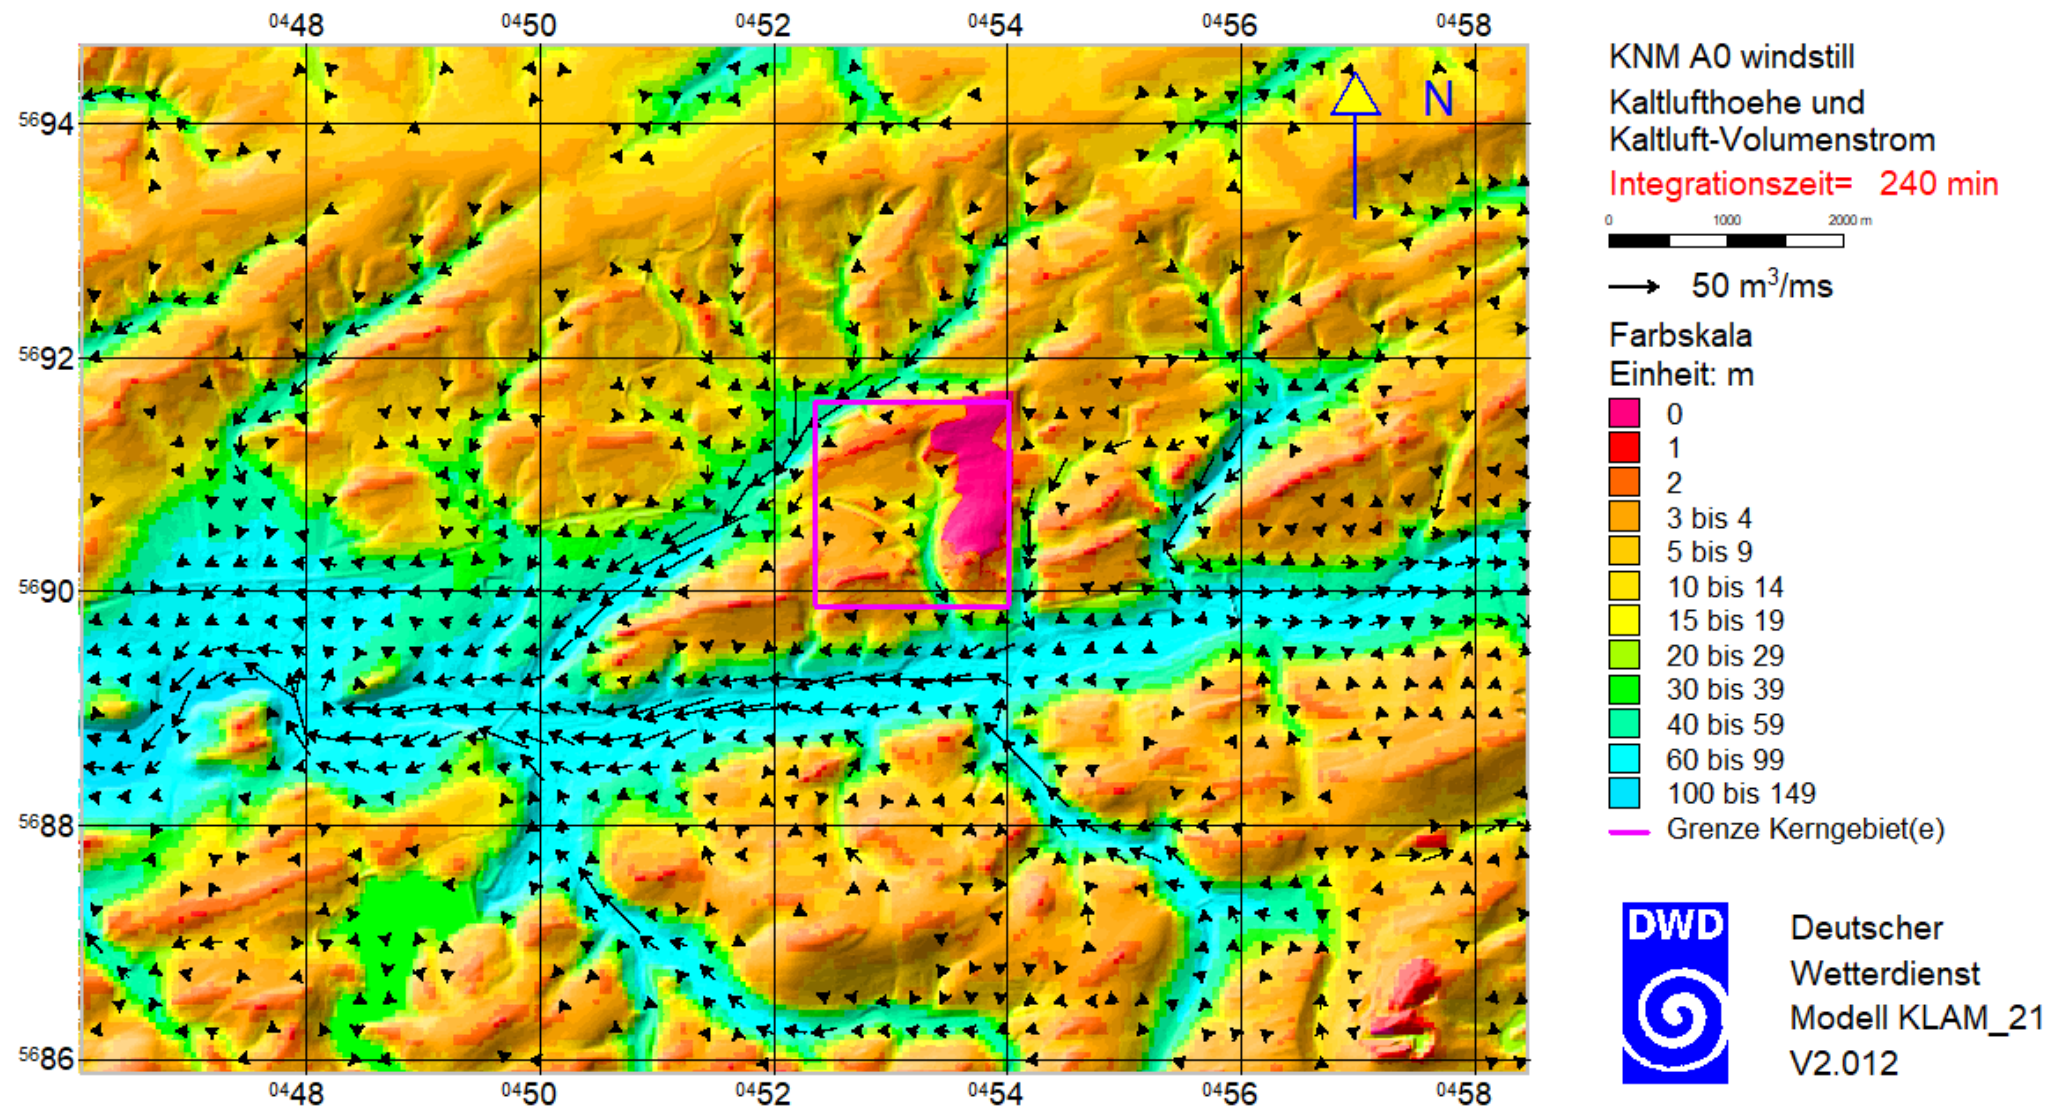 0448 0450 0452 0454 0456 0458
5694
5692
5690
5688
5686
0448 0450 0452 0454 0456 0458
N
KNM A0 windstill
Kaltlufthoehe und
Kaltluft-Volumenstrom
Integrationszeit= 240 min
0 1000 2000 m
50 m³/ms
Farbskala
Einheit: m
0
1
2
3 bis 4
5 bis 9
10 bis 14
15 bis 19
20 bis 29
30 bis 39
40 bis 59
60 bis 99
100 bis 149
Grenze Kerngebiet(e)
DWD
Deutscher
Wetterdienst
Modell KLAM_21
V2.012